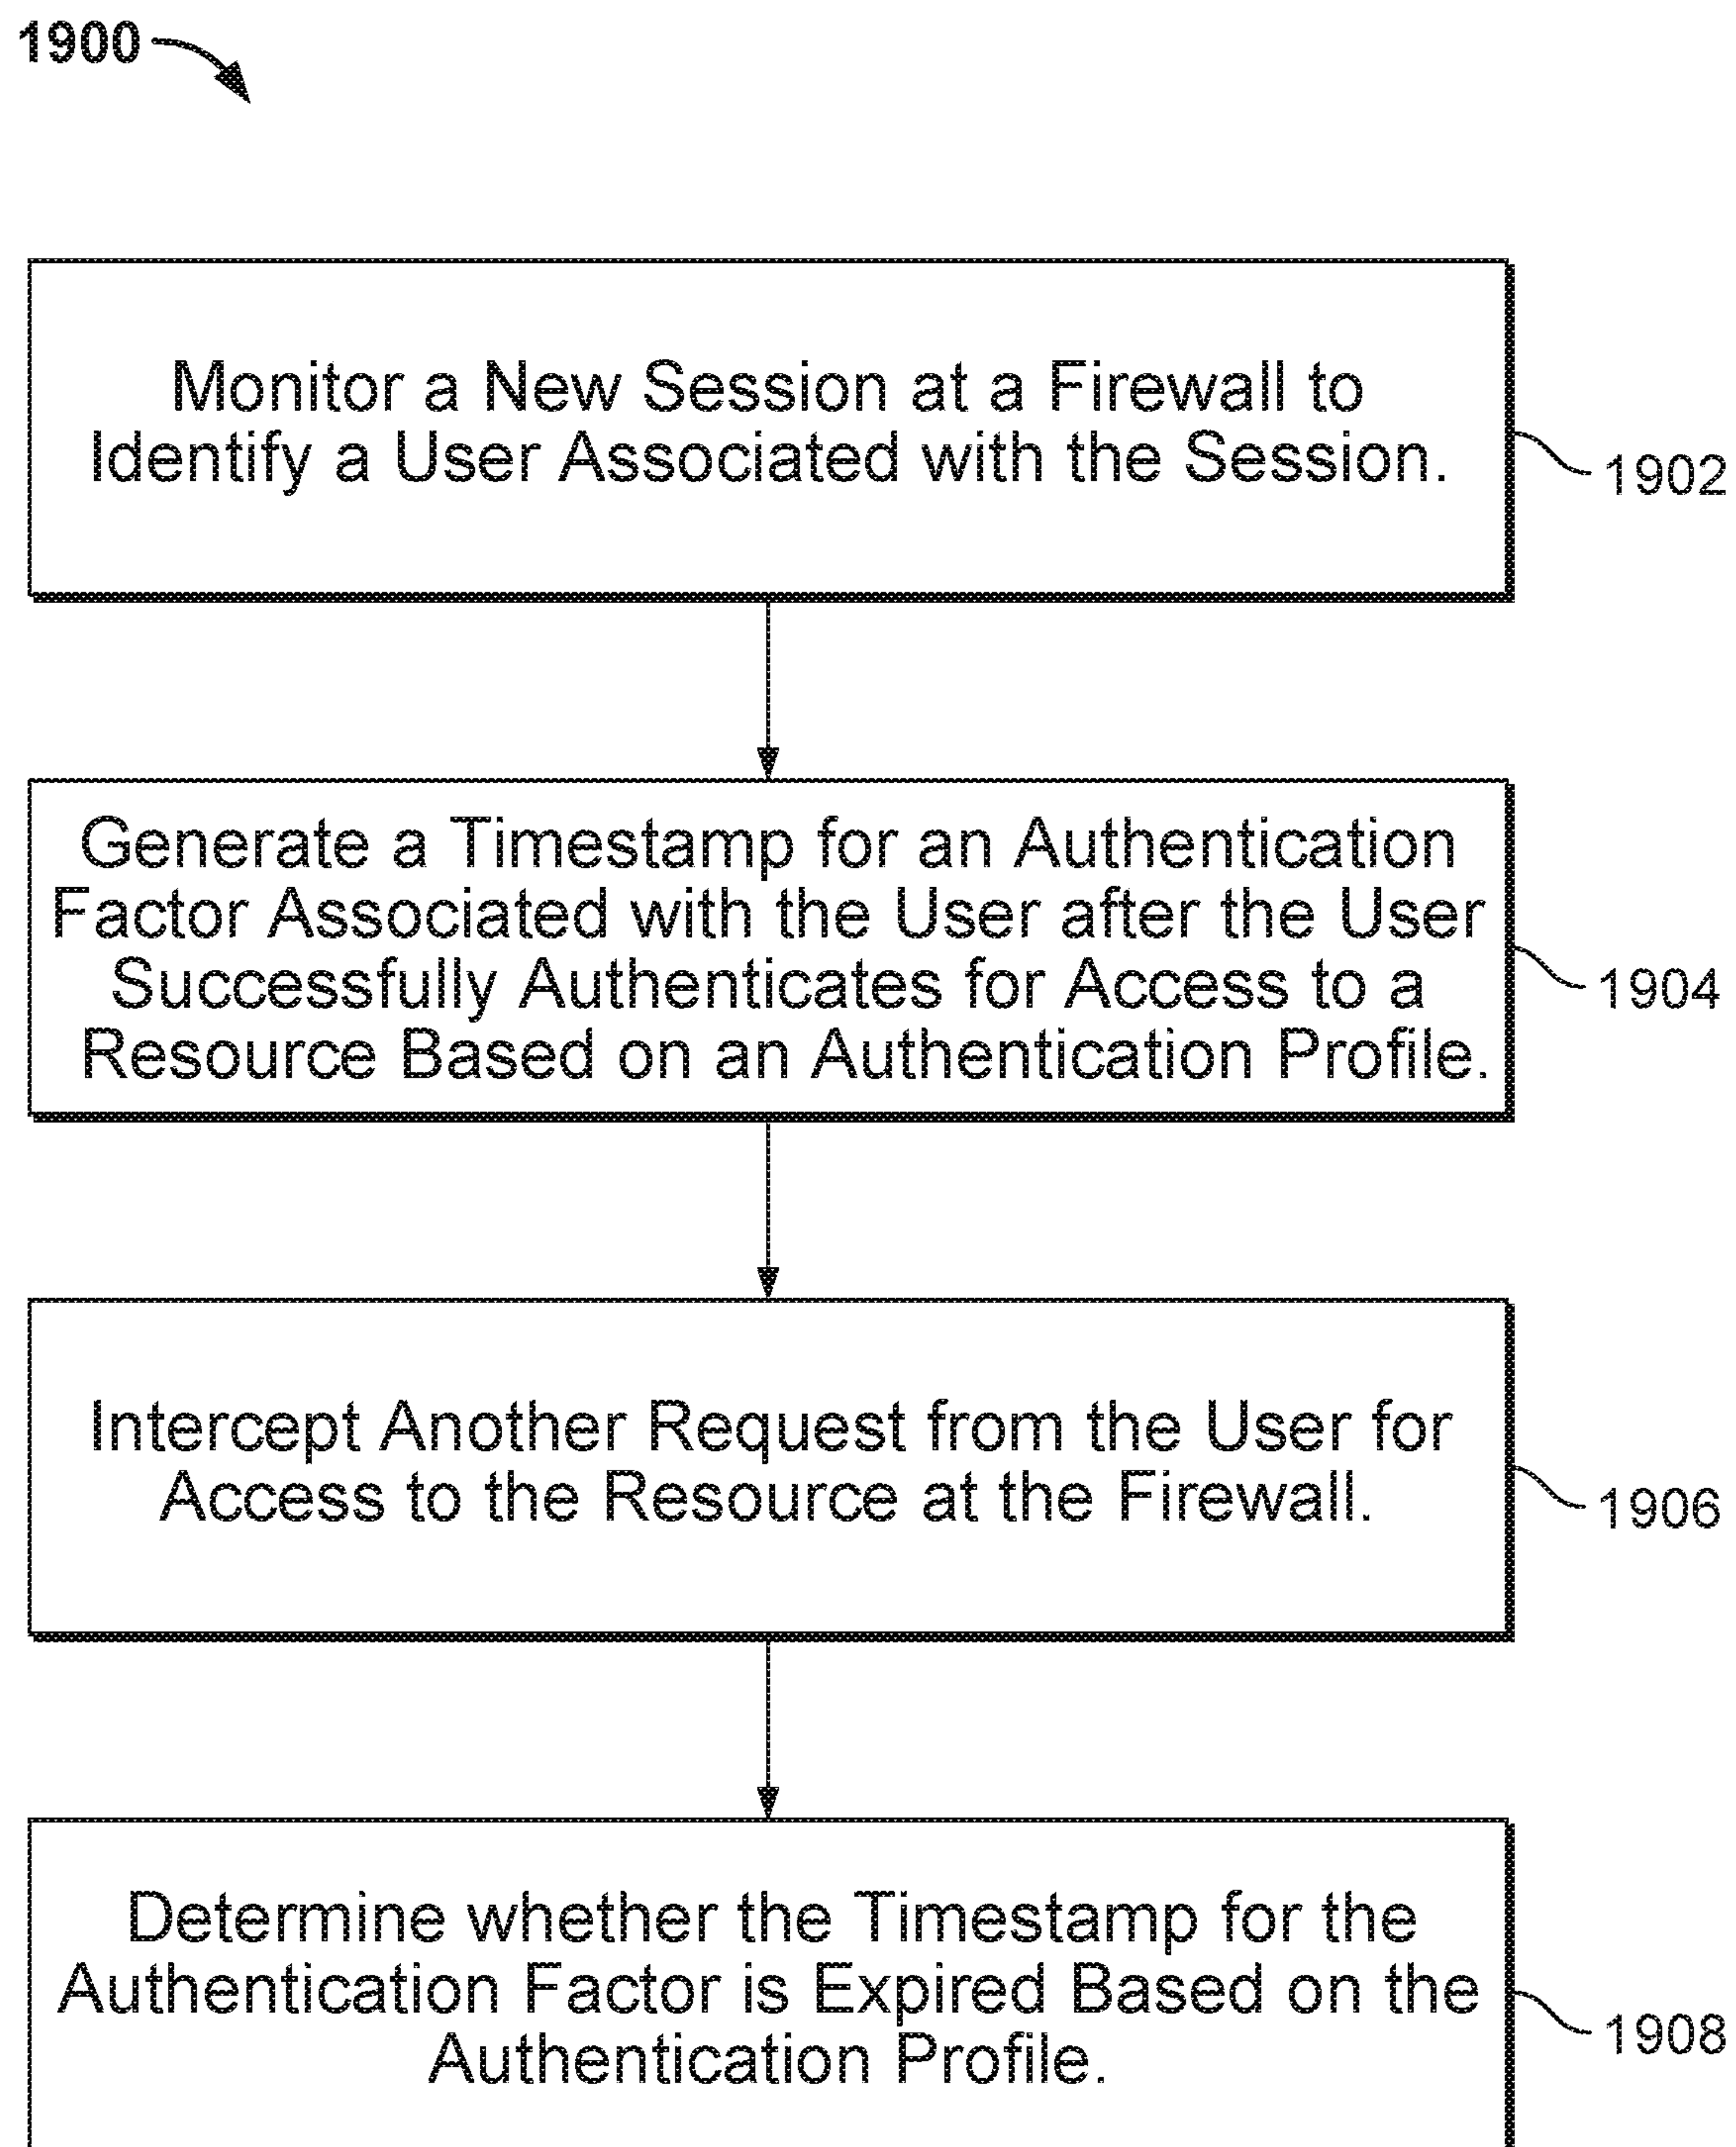 1900
Monitor a New Session at a Firewall to
Identify a User Associated with the Session.
1902
Generate a Timestamp for an Authentication
Factor Associated with the User after the User
Successfully Authenticates for Access to a
Resource Based on an Authentication Profile.
1904
Intercept Another Request from the User for
Access to the Resource at the Firewall.
1906
Determine whether the Timestamp for the
Authentication Factor is Expired Based on the
Authentication Profile.
1908